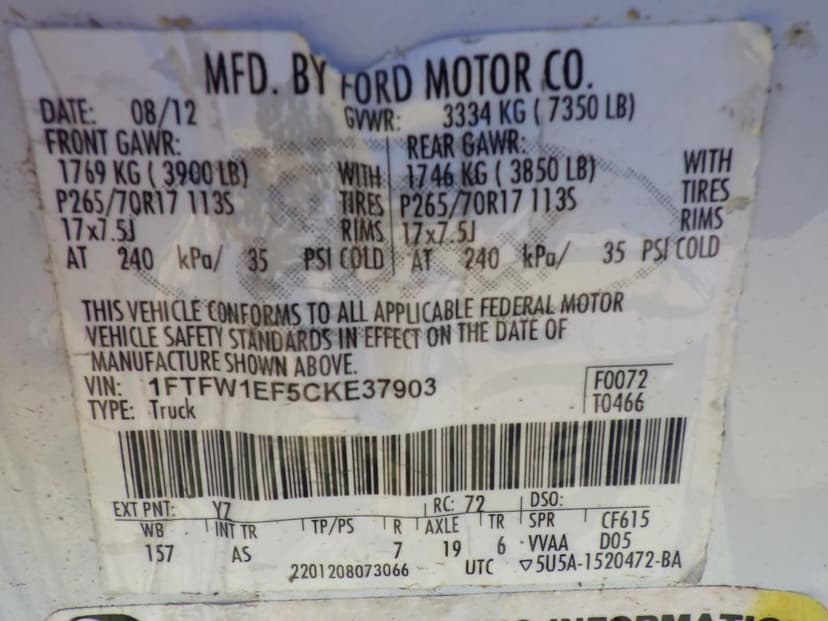 MFD. BY FORD MOTOR CO.
DATE: 08/12 GVWR: 3334 KG ( 7350 LB)
FRONT GAWR: REAR GAWR:
1769 KG ( 3900 LB) WITH 1746 KG ( 3850 LB) WITH
P265/70R17 113S TIRES P265/70R17 113S TIRES
17x7.5J RIMS 17x7.5J RIMS
AT 240 kPa/ 35 PSI COLD AT 240 kPa/ 35 PSI COLD
THIS VEHICLE CONFORMS TO ALL APPLICABLE FEDERAL MOTOR
VEHICLE SAFETY STANDARDS IN EFFECT ON THE DATE OF
MANUFACTURE SHOWN ABOVE.
VIN: 1FTFW1EF5CKE37903 F0072
TYPE: Truck T0466
EXT PNT: YZ RC: 72 DSO:
WB INT TR TP/PS R AXLE TR SPR CF615
157 AS 7 19 6 VVAA D05
2201208073066 UTC ▽5U5A-1520472-BA